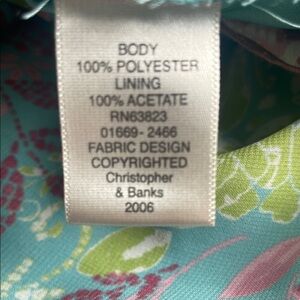 BODY
100% POLYESTER
LINING
100% ACETATE
RN63823
01669-2466
FABRIC DESIGN
COPYRIGHTED
Christopher
& Banks
2006